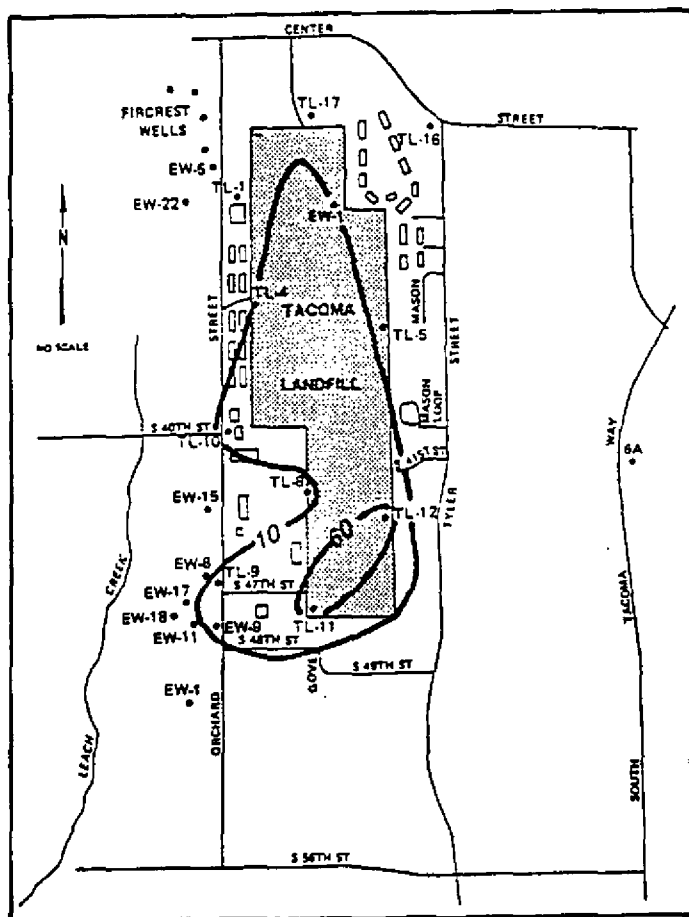 CENTER
STREET
TL-17
TL-16
FIRCREST
WELLS
EW-5
EW-22
TL-1
EW-1
N
STREET
TL-4
TACOMA
TL-5
MASON
STREET
NO SCALE
LANDFILL
MASON
LOOP
S 40TH ST
TL-10
S 41ST ST
WAY
6A
TL-8
EW-15
TL-12
10
60
TYLER
CREEK
EW-8
TL-9
S 47TH ST
EW-17
EW-18
EW-11
EW-9
TL-11
S 48TH ST
TACOMA
GOVE
S 49TH ST
EW-1
ORCHARD
LEACH
SOUTH
S 56TH ST